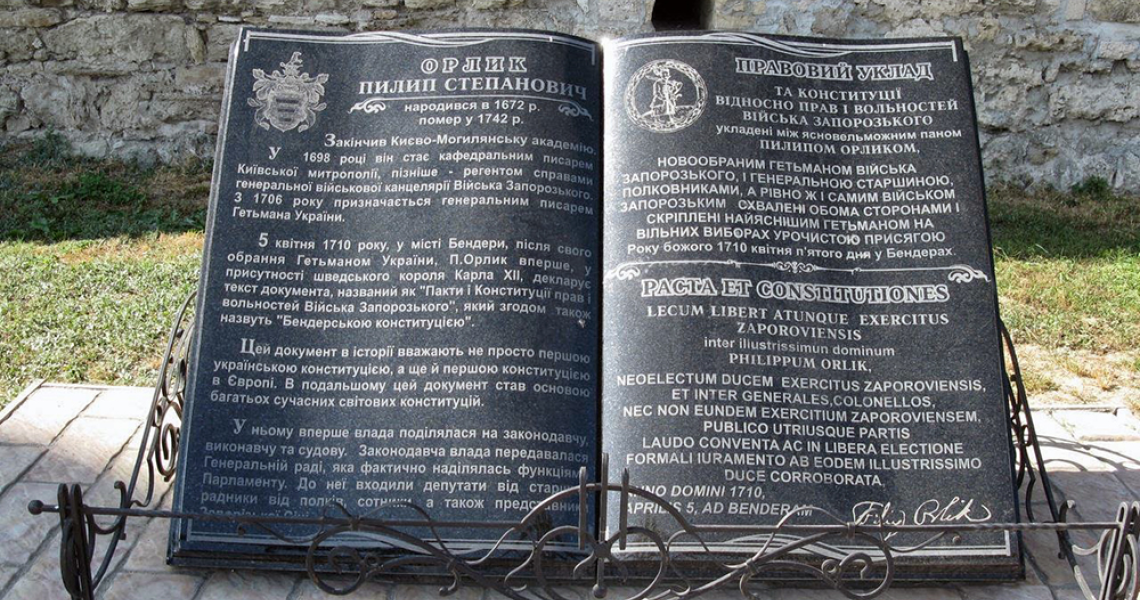 ОРЛИК
ПИЛИП СТЕПАНОВИЧ
народився в 1672 р.
помер у 1742 р.
Закінчив Києво-Могилянську академію.
У 1698 році він стає кафедральним писарем
Київської митрополії, пізніше - регентом справами
генеральної військової канцелярії Війська Запорозького.
З 1706 року призначається генеральним писарем
Гетьмана України.
5 квітня 1710 року, у місті Бендери, після свого
обрання Гетьманом України, П.Орлик вперше, у
присутності шведського короля Карла XII, декларує
текст документа, названий як "Пакти і Конституції прав і
вольностей Війська Запорозького", який згодом також
назвуть "Бендерською конституцією".
Цей документ в історії вважають не просто першою
українською конституцією, а ще й першою конституцією
в Європі. В подальшому цей документ став основою
багатьох сучасних світових конституцій.
У ньому вперше влада поділялася на законодавчу,
виконавчу та судову. Законодавча влада передавалася
Генеральній раді, яка фактично наділялась функціями
Парламенту. До неї входили депутати від
радники від полків, сотники, а також
ПРАВОВИЙ УКЛАД
ТА КОНСТИТУЦІЇ
ВІДНОСНО ПРАВ І ВОЛЬНОСТЕЙ
ВІЙСЬКА ЗАПОРОЗЬКОГО
укладені між ясновельможним паном
ПИЛИПОМ ОРЛИКОМ,
НОВООБРАНИМ ГЕТЬМАНОМ ВІЙСЬКА
ЗАПОРОЗЬКОГО, І ГЕНЕРАЛЬНОЮ СТАРШИНОЮ,
ПОЛКОВНИКАМИ, А РІВНО Ж І САМИМ ВІЙСЬКОМ
ЗАПОРОЗЬКИМ СХВАЛЕНІ ОБОМА СТОРОНАМИ І
СКРІПЛЕНІ НАЙЯСНІШИМ ГЕТЬМАНОМ НА
ВІЛЬНИХ ВИБОРАХ УРОЧИСТОЮ ПРИСЯГОЮ
Року божого 1710 квітня п'ятого дня у Бендерах.
PACTA ET CONSTITUTIONES
LECUM LIBERT ATUNQUE EXERCITUS
ZAPOROVIENSIS
inter illustrissimun dominum
PHILIPPUM ORLIK,
NEOELECTUM DUCEM EXERCITUS ZAPOROVIENSIS,
ET INTER GENERALES,COLONELLOS,
NEC NON EUNDEM EXERCITIUM ZAPOROVIENSEM,
PUBLICO UTRIUSQUE PARTIS
LAUDO CONVENTA AC IN LIBERA ELECTIONE
FORMALI IURAMENTO AB EODEM ILLUSTRISSIMO
DUCE CORROBORATA,
DOMINI 1710,
APRILIS 5, AD BENDERAM
Orlik